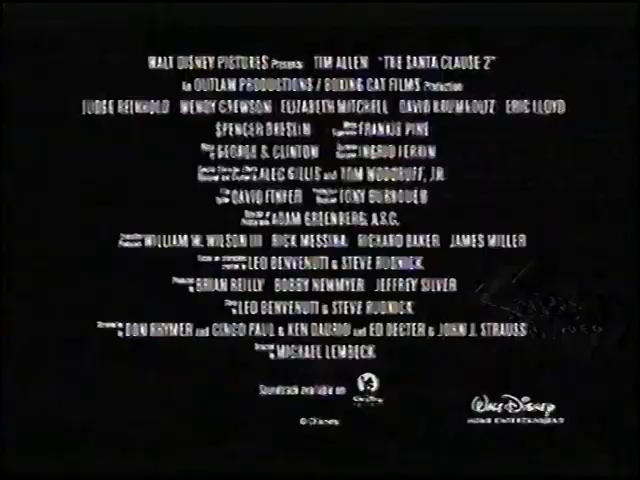 WALT DISNEY PICTURES Presents TIM ALLEN "THE SANTA CLAUSE 2"
An OUTLAW PRODUCTIONS / BOXING CAT FILMS Production
JUDGE REINHOLD WENDY CREWSON ELIZABETH MITCHELL DAVID KRUMHOLTZ ERIC LLOYD
SPENCER BRESLIN FRANKIE PINE
GEORGE S. CLINTON INGRID FERRIN
ALEC GILLIS and TOM WOODRUFF, JR.
DAVID FINFER TONY BURROUGH
ADAM GREENBERG, A.S.C.
WILLIAM W. WILSON III RICK MESSINA RICHARD BAKER JAMES MILLER
LEO BENVENUTI & STEVE RUDNICK
BRIAN REILLY BOBBY NEWMYER JEFFREY SILVER
LEO BENVENUTI & STEVE RUDNICK
DON RHYMER and CINCO PAUL & KEN DAURIO and ED DECTER & JOHN J. STRAUSS
MICHAEL LEMBECK
Soundtrack available on
© Disney
WALT DISNEY
HOME ENTERTAINMENT